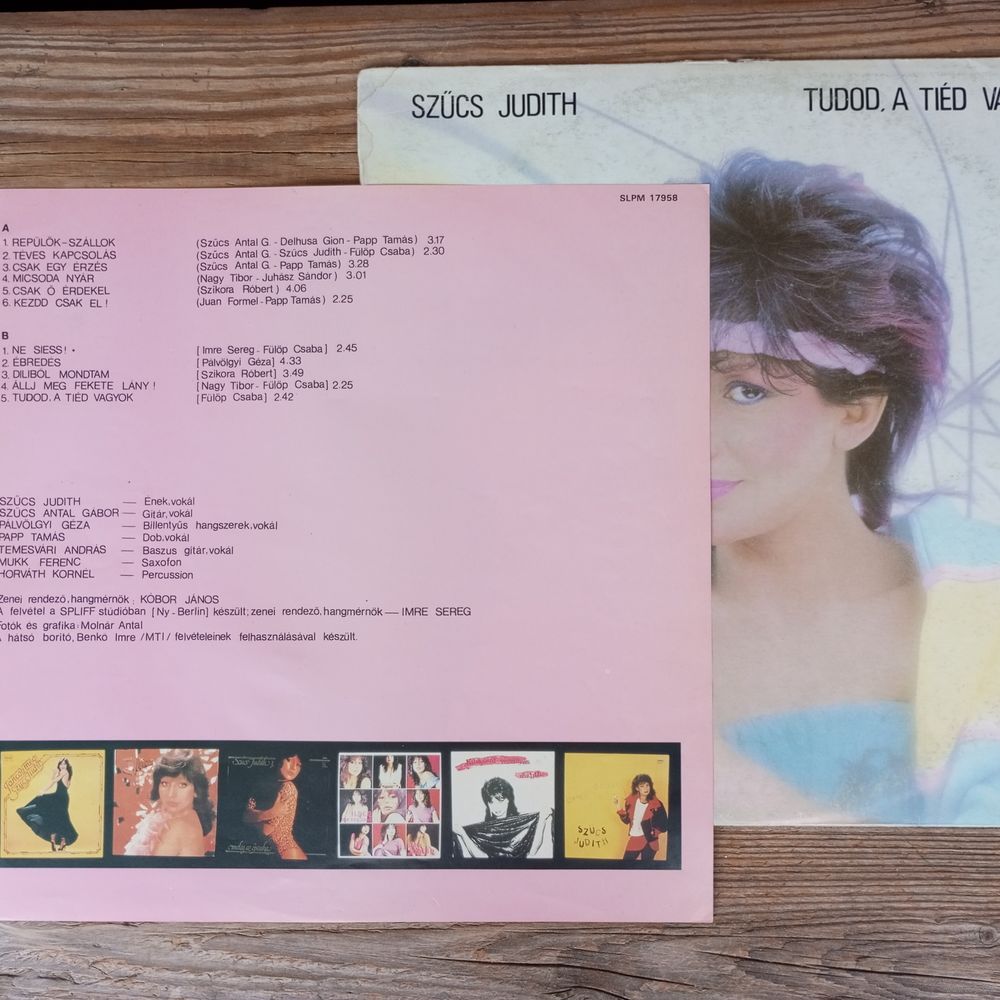 SZŰCS JUDITH
TUDOD, A TIÉD VA
SLPM 17958
A
1. REPÜLÖK-SZÁLLOK (Szűcs Antal G. - Delhusa Gion - Papp Tamás) 3.17
2. TÉVES KAPCSOLÁS (Szűcs Antal G. - Szűcs Judith - Fülöp Csaba) 2.30
3. CSAK EGY ÉRZÉS (Szűcs Antal G. - Papp Tamás) 3.28
4. MICSODA NYÁR (Nagy Tibor - Juhász Sándor) 3.01
5. CSAK Ő ÉRDEKEL (Szikora Róbert) 4.06
6. KEZDD CSAK EL! (Juan Formel - Papp Tamás) 2.25
B
1. NE SIESS! • [Imre Sereg - Fülöp Csaba] 2.45
2. ÉBREDÉS [Pálvölgyi Géza] 4.33
3. DILIBŐL MONDTAM [Szikora Róbert] 3.49
4. ÁLLJ MEG FEKETE LÁNY! [Nagy Tibor - Fülöp Csaba] 2.25
5. TUDOD, A TIÉD VAGYOK [Fülöp Csaba] 2.42
SZŰCS JUDITH — Ének, vokál
SZŰCS ANTAL GÁBOR — Gitár, vokál
PÁLVÖLGYI GÉZA — Billentyűs hangszerek, vokál
PAPP TAMÁS — Dob, vokál
TEMESVÁRI ANDRÁS — Baszus gitár, vokál
MUKK FERENC — Saxofon
HORVÁTH KORNÉL — Percussion
Zenei rendező, hangmérnök: KÓBOR JÁNOS
A felvétel a SPLIFF stúdióban [Ny-Berlin] készült; zenei rendező, hangmérnök — IMRE SEREG
Fotók és grafika: Molnár Antal
A hátsó borító, Benkő Imre /MTI/ felvételeinek felhasználásával készült.
Szűcs Judith
SZŰCS
JUDITH